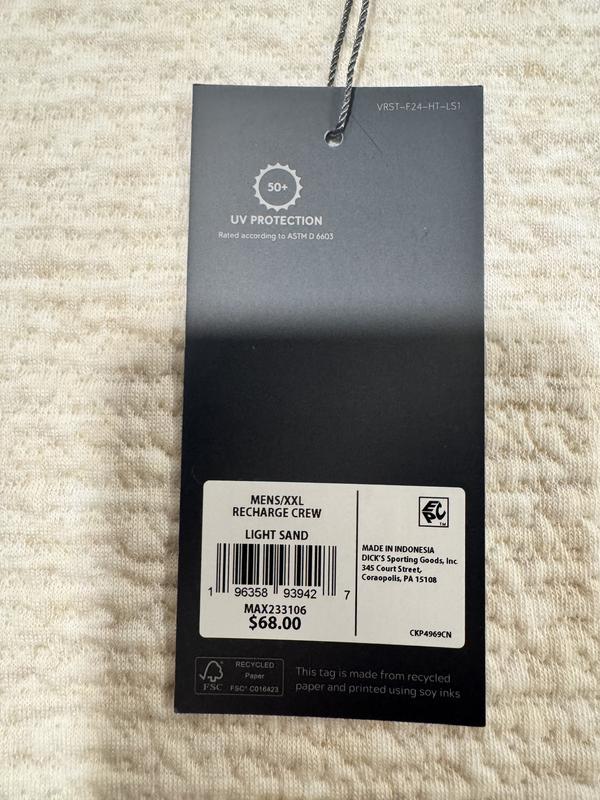 VRST-F24-HT-LS1
50+
UV PROTECTION
Rated according to ASTM D 6603
MENS/XXL
RECHARGE CREW
LIGHT SAND
1 96358 93942 7
MAX233106
$68.00
EPC
TM
MADE IN INDONESIA
DICK'S Sporting Goods, Inc
345 Court Street,
Coraopolis, PA 15108
CKP4969CN
FSC
RECYCLED
Paper
FSC® C016423
This tag is made from recycled
paper and printed using soy inks